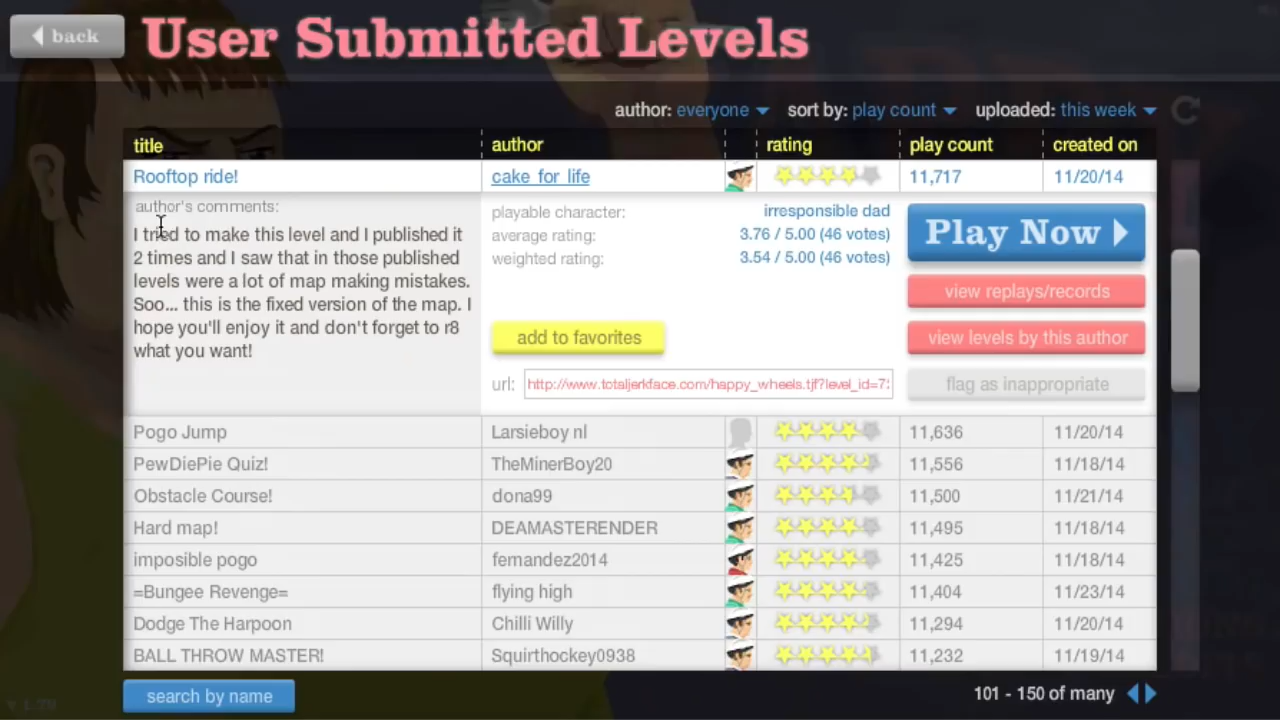 back
User Submitted Levels
author: everyone sort by: play count uploaded: this week
title author rating play count created on
Rooftop ride! cake for life 11,717 11/20/14
author's comments:
I tried to make this level and I published it
2 times and I saw that in those published
levels were a lot of map making mistakes.
Soo... this is the fixed version of the map. I
hope you'll enjoy it and don't forget to r8
what you want!
playable character: irresponsible dad
average rating: 3.76 / 5.00 (46 votes)
weighted rating: 3.54 / 5.00 (46 votes)
add to favorites
url: http://www.totaljerkface.com/happy_wheels.tjf?level_id=7
Play Now
view replays/records
view levels by this author
flag as inappropriate
Pogo Jump Larsieboy nl 11,636 11/20/14
PewDiePie Quiz! TheMinerBoy20 11,556 11/18/14
Obstacle Course! dona99 11,500 11/21/14
Hard map! DEAMASTERENDER 11,495 11/18/14
imposible pogo fernandez2014 11,425 11/18/14
=Bungee Revenge= flying high 11,404 11/23/14
Dodge The Harpoon Chilli Willy 11,294 11/20/14
BALL THROW MASTER! Squirthockey0938 11,232 11/19/14
search by name
101 - 150 of many